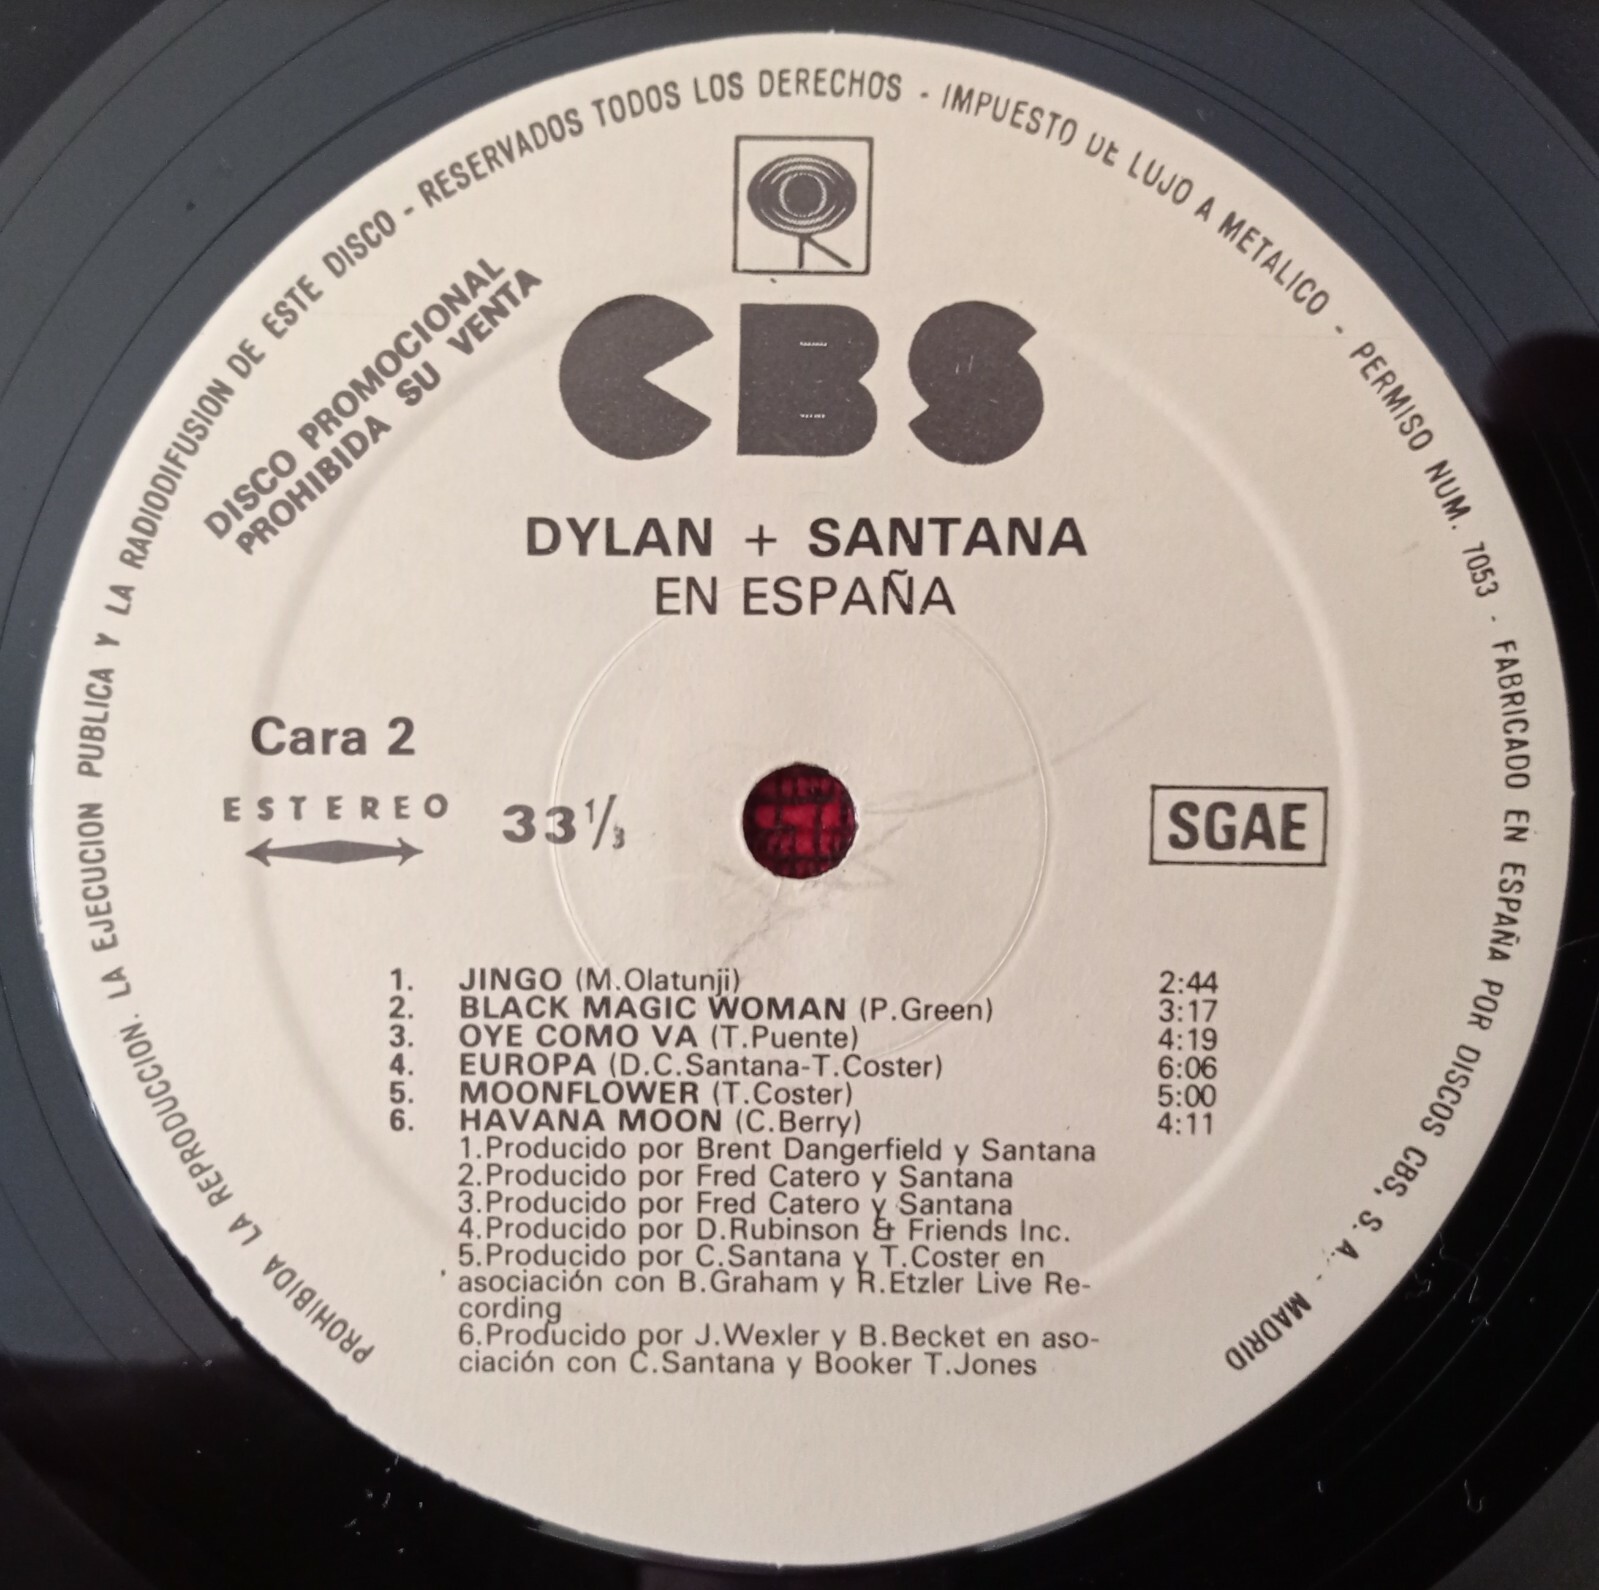 PROHIBIDA LA REPRODUCCION. LA EJECUCION PUBLICA Y LA RADIODIFUSION DE ESTE DISCO - RESERVADOS TODOS LOS DERECHOS - IMPUESTO DE LUJO A METALICO - PERMISO NUM. 7053 - FABRICADO EN ESPAÑA POR DISCOS CBS, S. A. - MADRID
DISCO PROMOCIONAL
PROHIBIDA SU VENTA
CBS
DYLAN + SANTANA
EN ESPAÑA
Cara 2
ESTEREO
33 1/3
SGAE
1. JINGO (M.Olatunji) 2:44
2. BLACK MAGIC WOMAN (P.Green) 3:17
3. OYE COMO VA (T.Puente) 4:19
4. EUROPA (D.C.Santana-T.Coster) 6:06
5. MOONFLOWER (T.Coster) 5:00
6. HAVANA MOON (C.Berry) 4:11
1.Producido por Brent Dangerfield y Santana
2.Producido por Fred Catero y Santana
3.Producido por Fred Catero y Santana
4.Producido por D.Rubinson & Friends Inc.
5.Producido por C.Santana y T.Coster en
asociación con B.Graham y R.Etzler Live Re-
cording
6.Producido por J.Wexler y B.Becket en aso-
ciación con C.Santana y Booker T.Jones